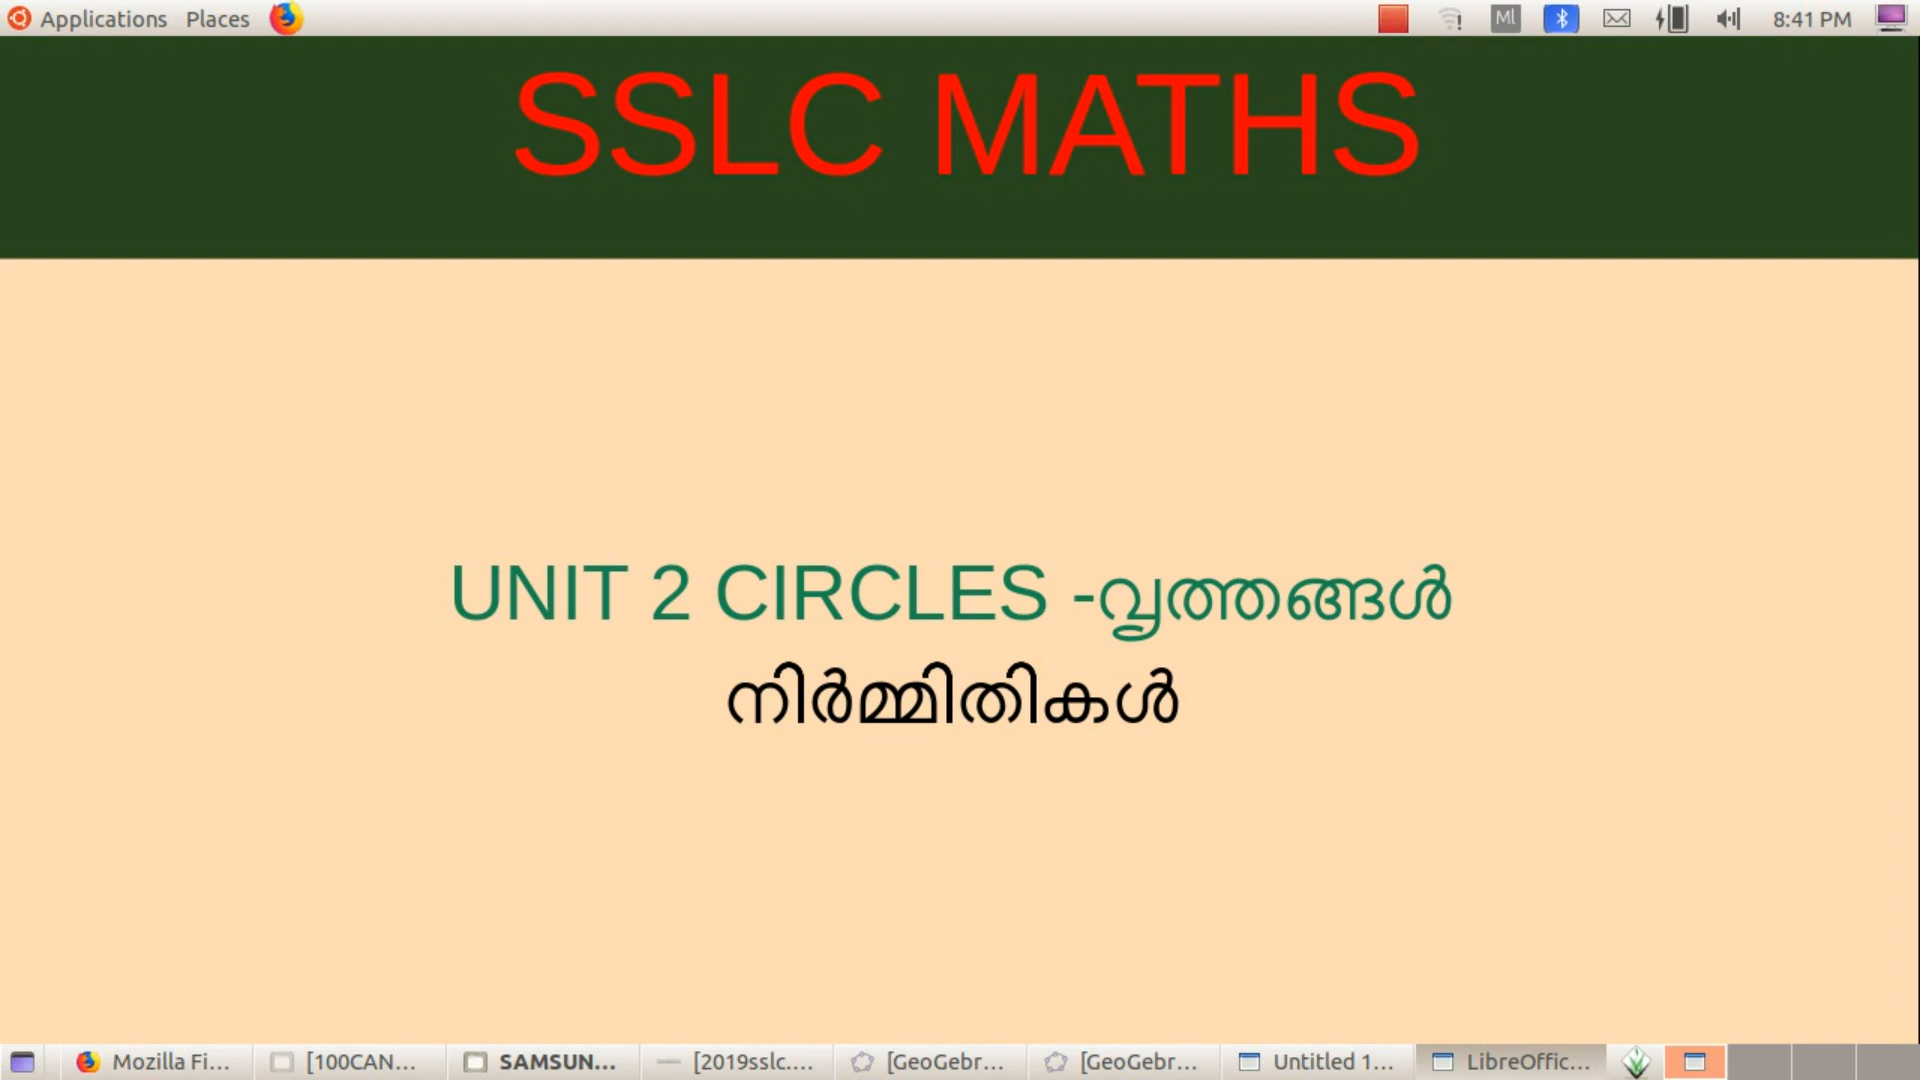 Applications Places Ml 8:41 PM
SSLC MATHS
UNIT 2 CIRCLES -വൃത്തങ്ങൾ
നിർമ്മിതികൾ
Mozilla Fi... [100CAN... SAMSUN... [2019sslc.... [GeoGebr... [GeoGebr... Untitled 1... LibreOffic...